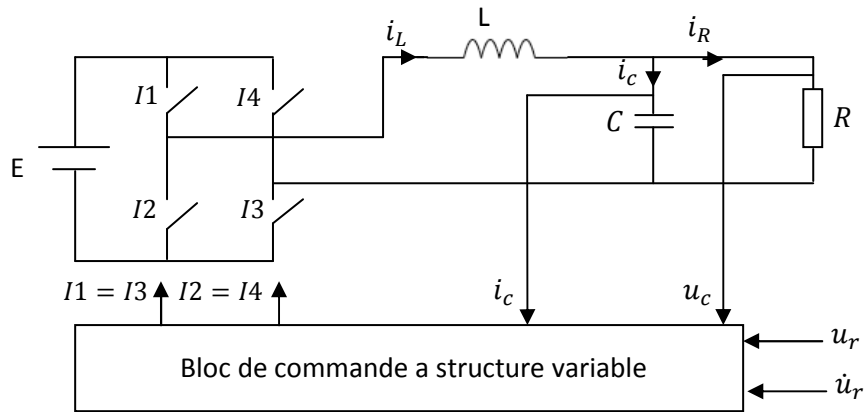 L
i_L
i_R
i_c
I1
I4
C
R
E
I2
I3
I1 = I3
I2 = I4
i_c
u_c
Bloc de commande a structure variable
u_r
u̇_r